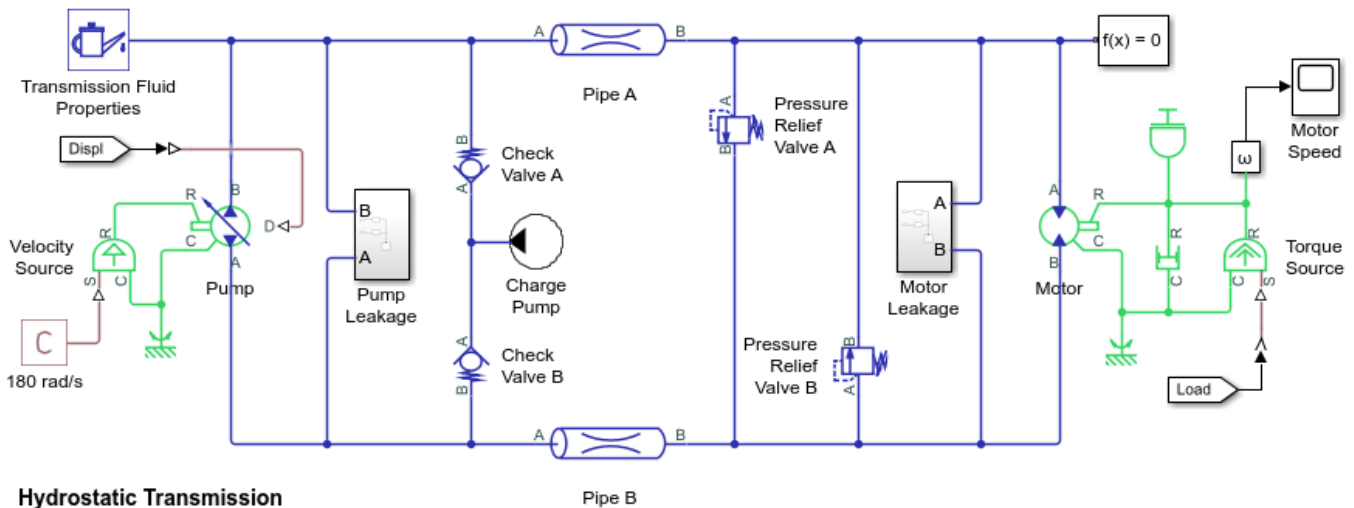 Transmission Fluid
Properties
Displ
Velocity
Source
180 rad/s
C
S
R
C
R
C
B
A
D
Pump
B
A
Pump
Leakage
B
A
Check
Valve A
Charge
Pump
A
B
Check
Valve B
A
B
Pipe A
A
B
Pipe B
A
B
Pressure
Relief
Valve A
B
A
Pressure
Relief
Valve B
A
B
Motor
Leakage
A
B
R
C
Motor
f(x) = 0
R
C
ω
Motor
Speed
R
C
S
Torque
Source
Load
Hydrostatic Transmission